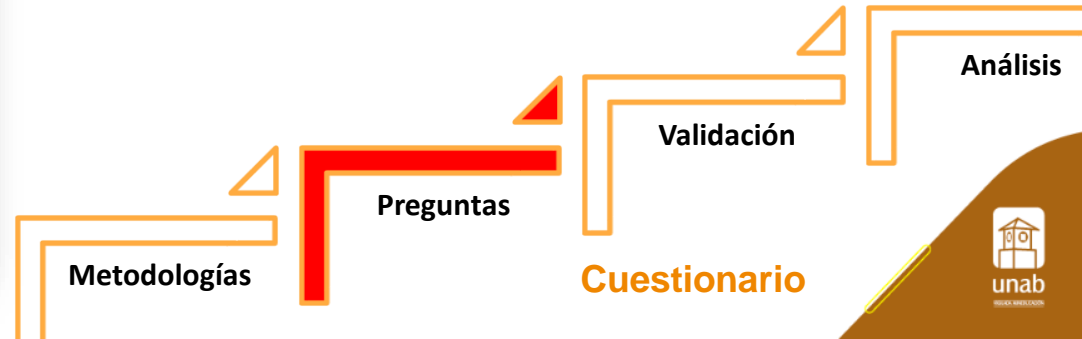 Análisis
Validación
Preguntas
Metodologías
Cuestionario
unab